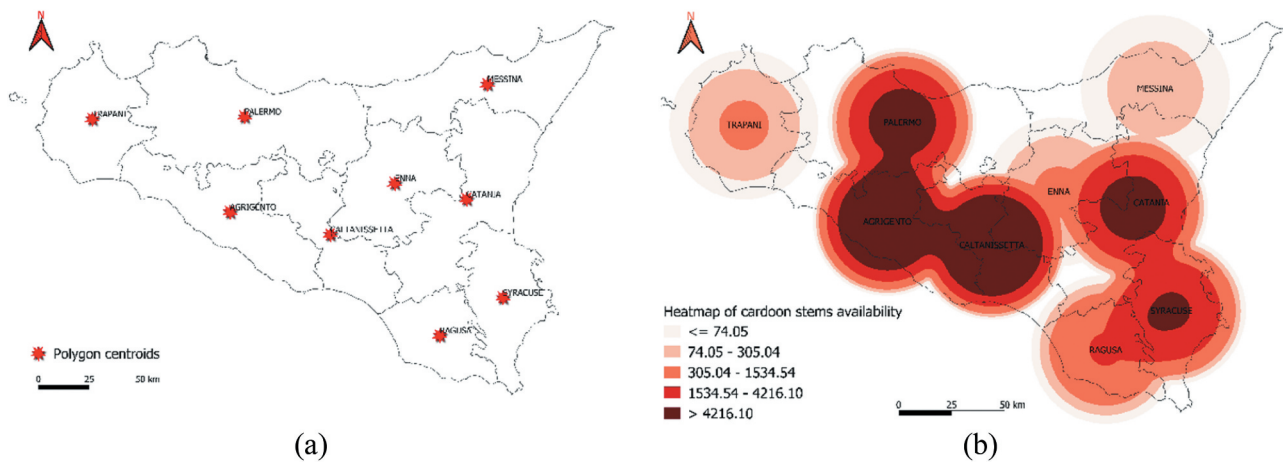 (a)
MESSINA
TRAPANI
PALERMO
ENNA
CATANIA
AGRIGENTO
CALTANISSETTA
SYRACUSE
RAGUSA
Polygon centroids
0 25 50 km
(b)
MESSINA
TRAPANI
PALERMO
ENNA
CATANIA
AGRIGENTO
CALTANISSETTA
SYRACUSE
RAGUSA
Heatmap of cardoon stems availability
<= 74.05
74.05 - 305.04
305.04 - 1534.54
1534.54 - 4216.10
> 4216.10
0 25 50 km